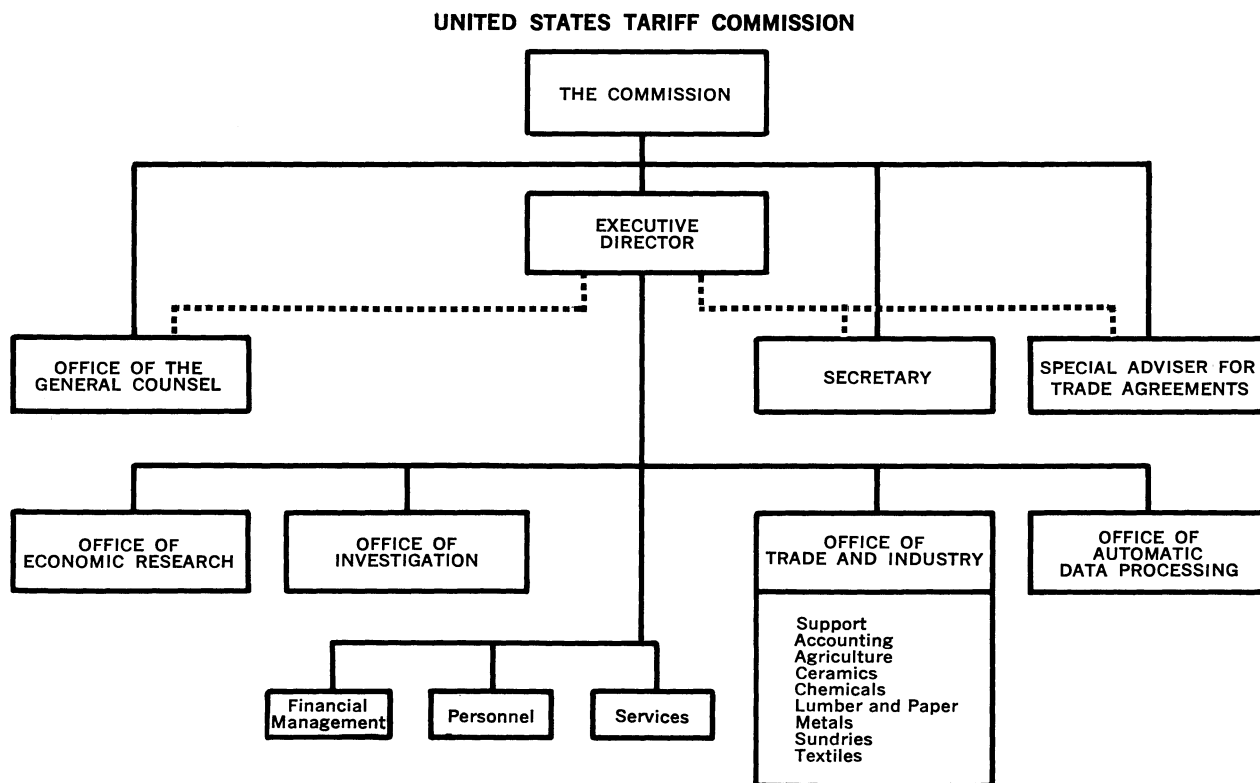 UNITED STATES TARIFF COMMISSION
THE COMMISSION
EXECUTIVE
DIRECTOR
OFFICE OF THE
GENERAL COUNSEL
SECRETARY
SPECIAL ADVISER FOR
TRADE AGREEMENTS
OFFICE OF
ECONOMIC RESEARCH
OFFICE OF
INVESTIGATION
OFFICE OF
TRADE AND INDUSTRY
OFFICE OF
AUTOMATIC
DATA PROCESSING
Support
Accounting
Agriculture
Ceramics
Chemicals
Lumber and Paper
Metals
Sundries
Textiles
Financial
Management
Personnel
Services